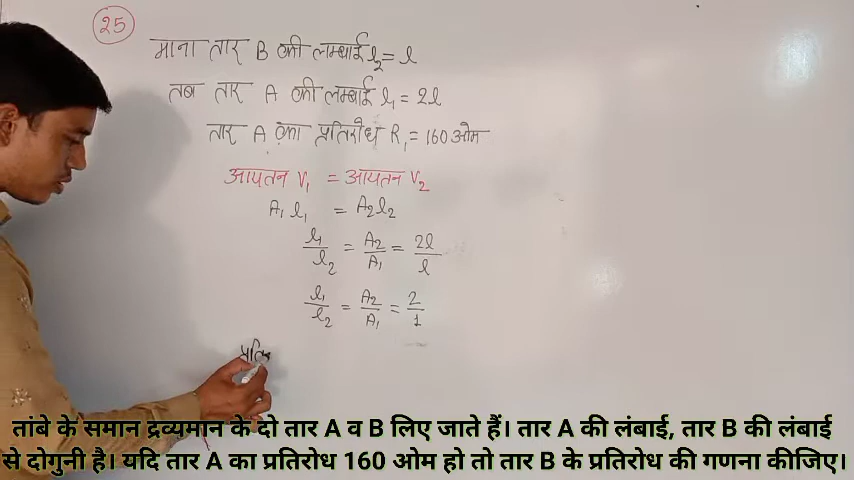 25
माना तार B की लम्बाई l₂ = l
तब तार A की लम्बाई l₁ = 2l
तार A का प्रतिरोध R₁ = 160 ओम
आयतन V₁ = आयतन V₂
A₁ l₁ = A₂ l₂
l₁/l₂ = A₂/A₁ = 2l/l
l₁/l₂ = A₂/A₁ = 2/1
प्रति
तांबे के समान द्रव्यमान के दो तार A व B लिए जाते हैं। तार A की लंबाई, तार B की लंबाई
से दोगुनी है। यदि तार A का प्रतिरोध 160 ओम हो तो तार B के प्रतिरोध की गणना कीजिए।